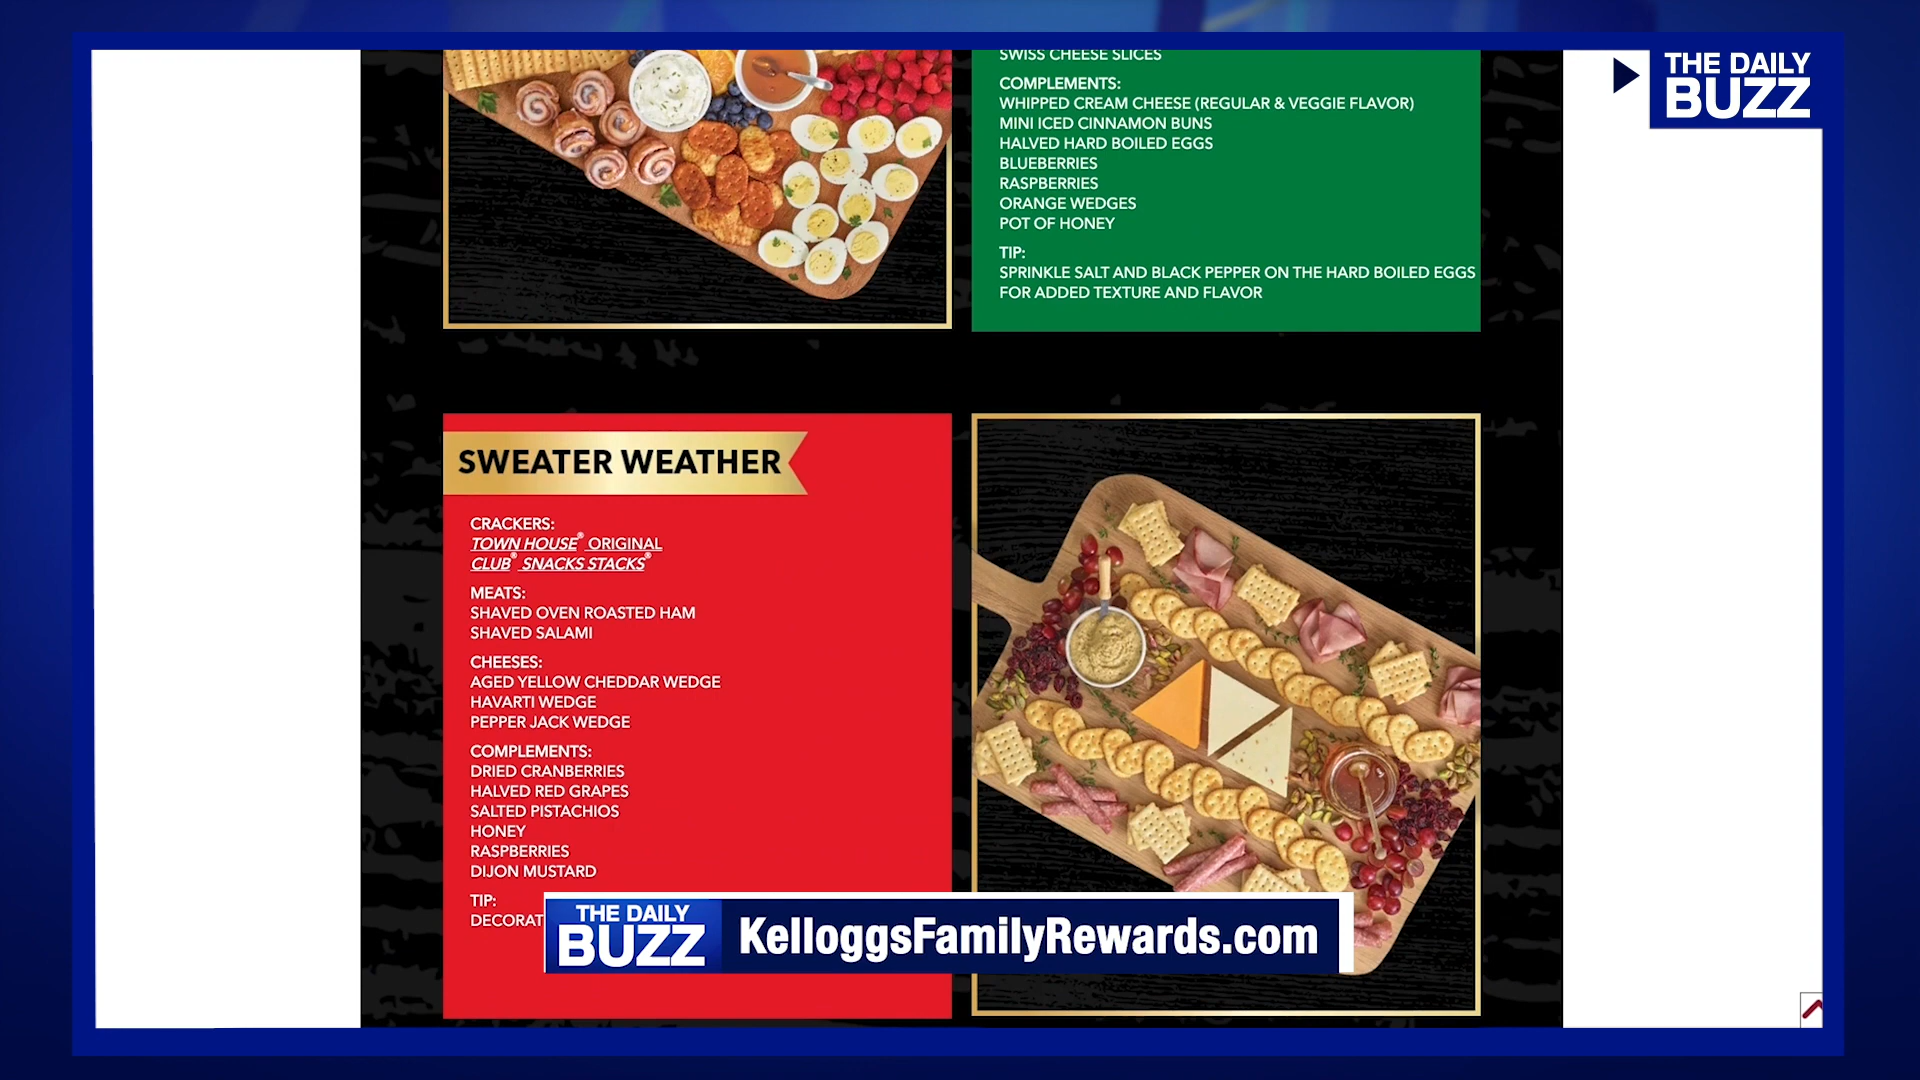 SWISS CHEESE SLICES
COMPLEMENTS:
WHIPPED CREAM CHEESE (REGULAR & VEGGIE FLAVOR)
MINI ICED CINNAMON BUNS
HALVED HARD BOILED EGGS
BLUEBERRIES
RASPBERRIES
ORANGE WEDGES
POT OF HONEY
TIP:
SPRINKLE SALT AND BLACK PEPPER ON THE HARD BOILED EGGS
FOR ADDED TEXTURE AND FLAVOR
THE DAILY
BUZZ
SWEATER WEATHER
CRACKERS:
TOWN HOUSE® ORIGINAL
CLUB® SNACKS STACKS®
MEATS:
SHAVED OVEN ROASTED HAM
SHAVED SALAMI
CHEESES:
AGED YELLOW CHEDDAR WEDGE
HAVARTI WEDGE
PEPPER JACK WEDGE
COMPLEMENTS:
DRIED CRANBERRIES
HALVED RED GRAPES
SALTED PISTACHIOS
HONEY
RASPBERRIES
DIJON MUSTARD
TIP:
DECORAT
THE DAILY
BUZZ
KelloggsFamilyRewards.com